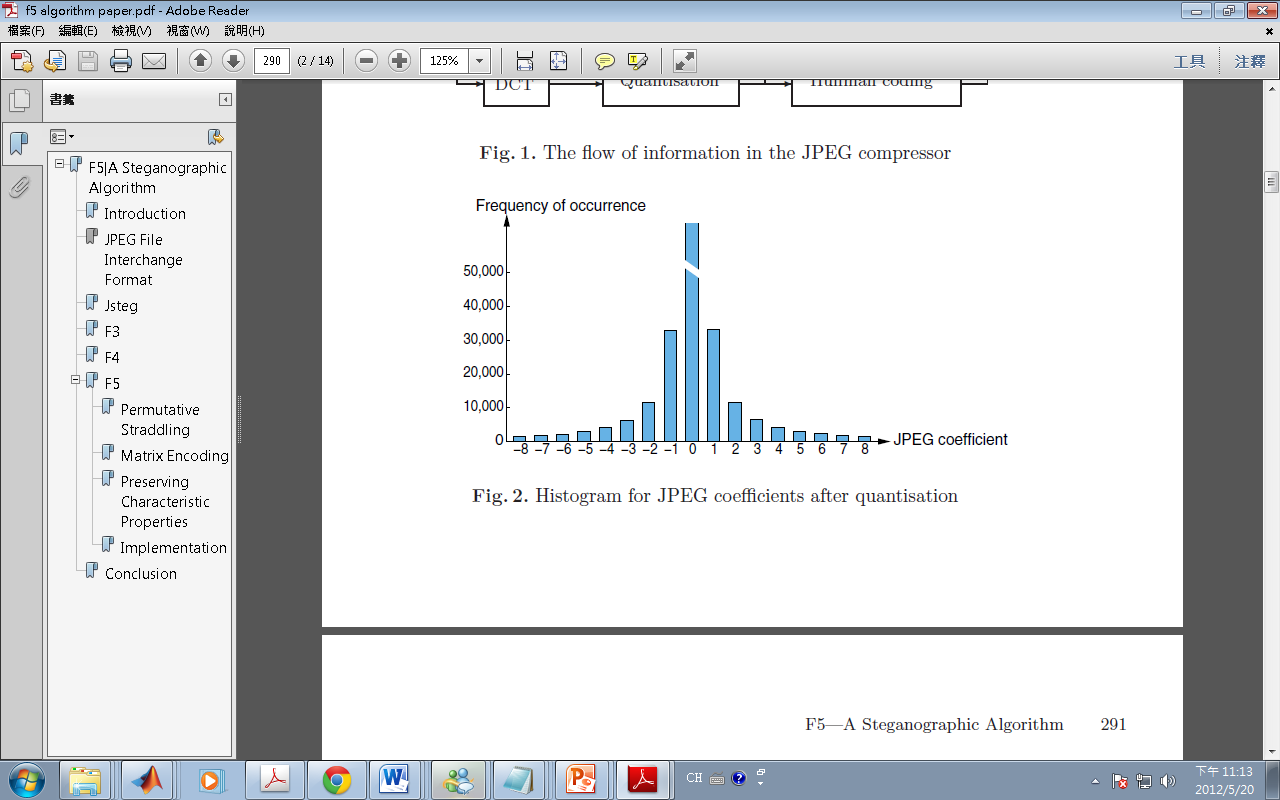 f5 algorithm paper.pdf - Adobe Reader
檔案(F) 編輯(E) 檢視(V) 視窗(W) 說明(H)
290 (2 / 14) 125% 工具 注釋
書籤
F5|A Steganographic
Algorithm
Introduction
JPEG File
Interchange
Format
Jsteg
F3
F4
F5
Permutative
Straddling
Matrix Encoding
Preserving
Characteristic
Properties
Implementation
Conclusion
DCT Quantisation Huffman coding
Fig. 1. The flow of information in the JPEG compressor
Frequency of occurrence
50,000
40,000
30,000
20,000
10,000
0
JPEG coefficient
−8 −7 −6 −5 −4 −3 −2 −1 0 1 2 3 4 5 6 7 8
Fig. 2. Histogram for JPEG coefficients after quantisation
F5—A Steganographic Algorithm 291
CH
下午 11:13
2012/5/20